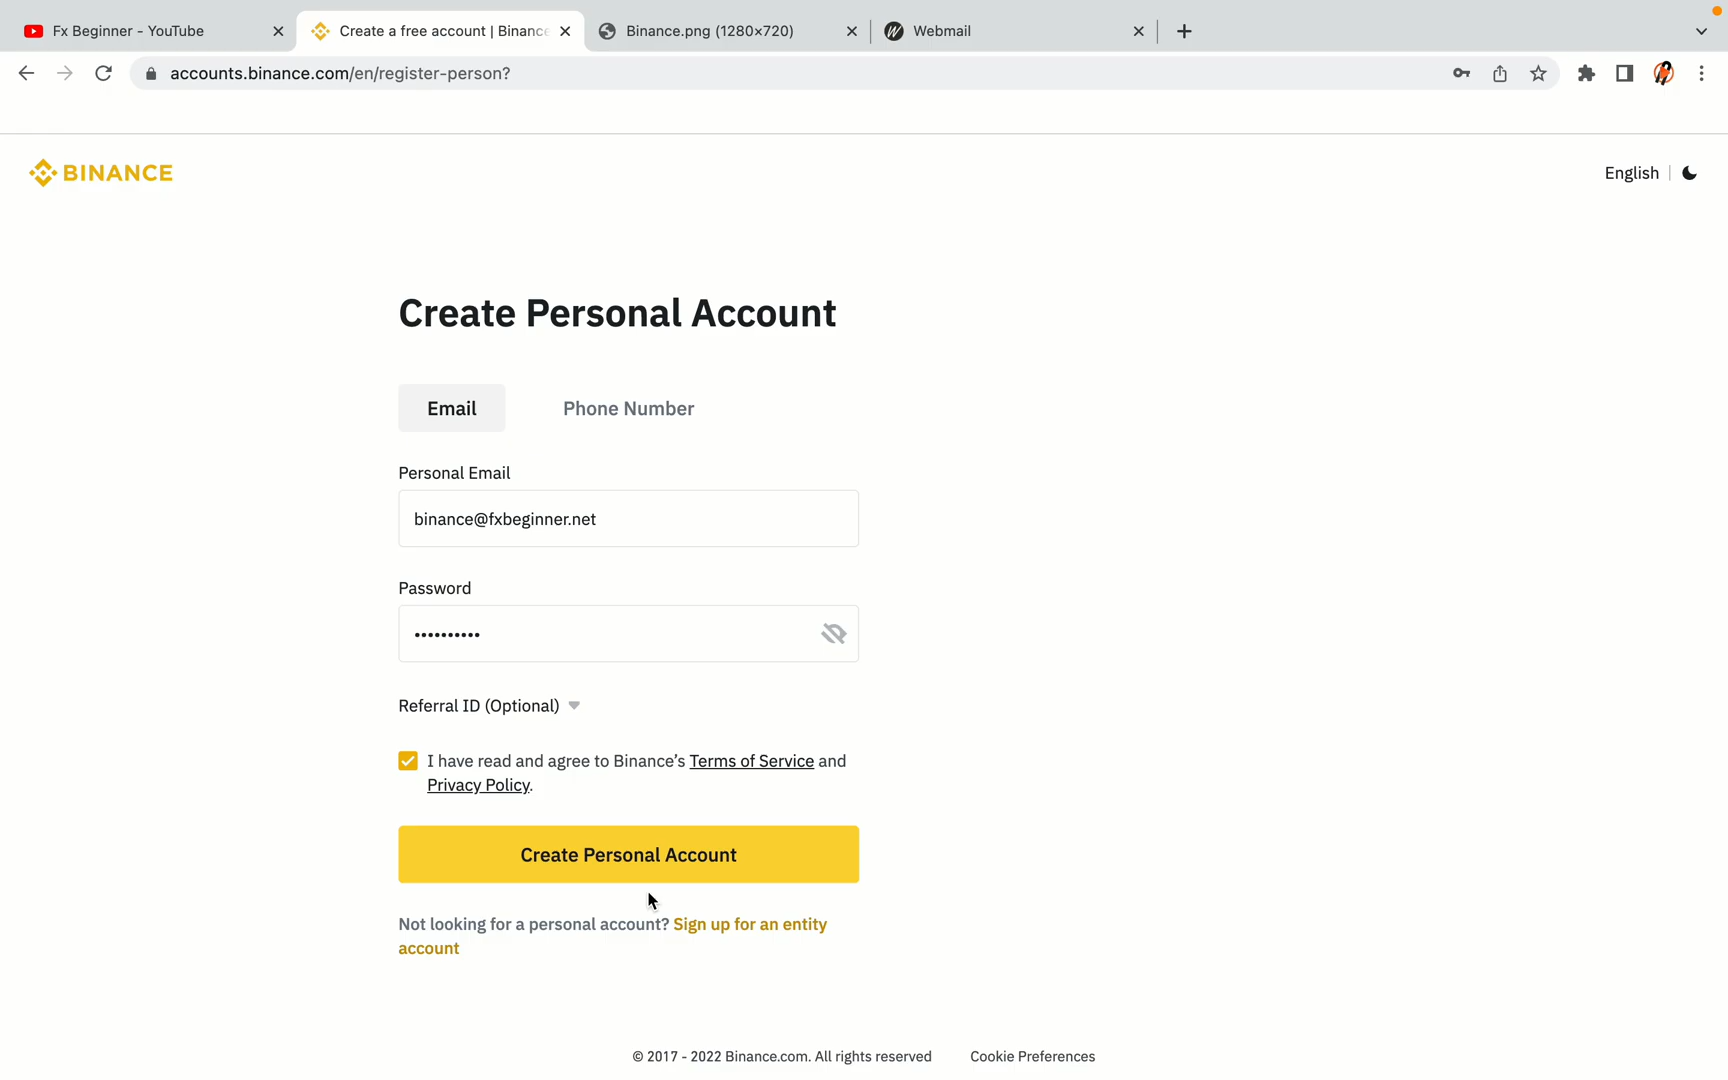 Fx Beginner - YouTube
Create a free account | Binance
Binance.png (1280×720)
Webmail
accounts.binance.com/en/register-person?
BINANCE
English
Create Personal Account
Email
Phone Number
Personal Email
binance@fxbeginner.net
Password
••••••••••
Referral ID (Optional)
I have read and agree to Binance’s Terms of Service and
Privacy Policy.
Create Personal Account
Not looking for a personal account? Sign up for an entity
account
© 2017 - 2022 Binance.com. All rights reserved
Cookie Preferences